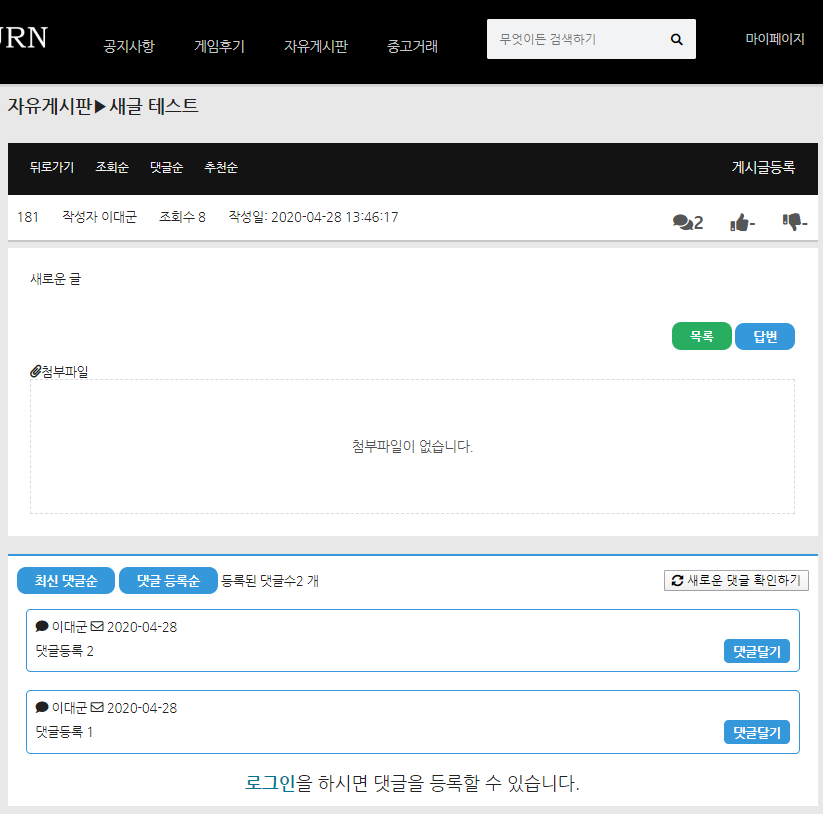 URN 공지사항 게임후기 자유게시판 중고거래 무엇이든 검색하기 마이페이지
자유게시판▶새글 테스트
뒤로가기 조회순 댓글순 추천순 게시글등록
181 작성자 이대군 조회수 8 작성일: 2020-04-28 13:46:17 2 - -
새로운 글
목록 답변
첨부파일
첨부파일이 없습니다.
최신 댓글순 댓글 등록순 등록된 댓글수2 개 새로운 댓글 확인하기
이대군 2020-04-28
댓글등록 2 댓글달기
이대군 2020-04-28
댓글등록 1 댓글달기
로그인을 하시면 댓글을 등록할 수 있습니다.